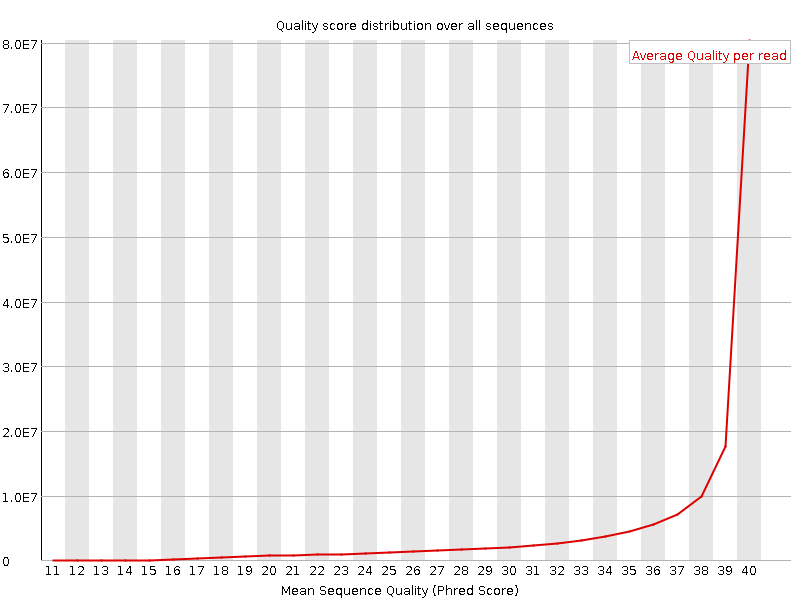 Quality score distribution over all sequences
Average Quality per read
8.0E7
7.0E7
6.0E7
5.0E7
4.0E7
3.0E7
2.0E7
1.0E7
0
11 12 13 14 15 16 17 18 19 20 21 22 23 24 25 26 27 28 29 30 31 32 33 34 35 36 37 38 39 40
Mean Sequence Quality (Phred Score)